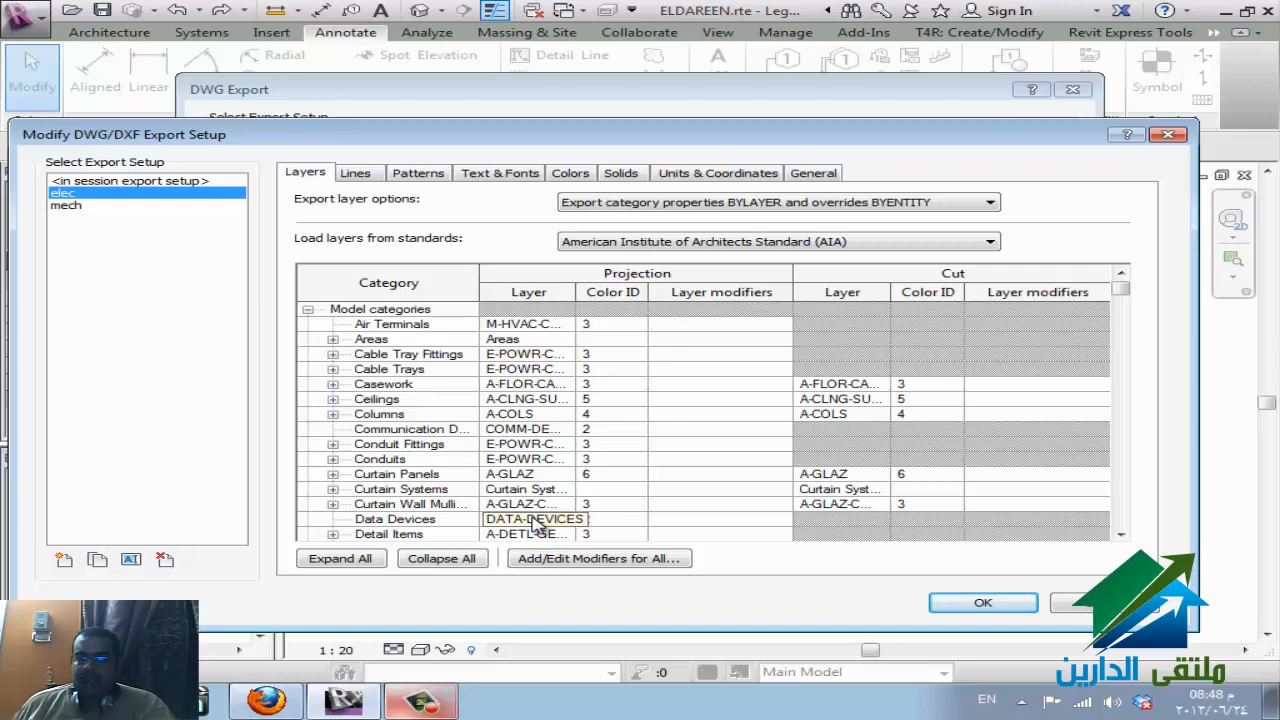 ELDAREEN.rte - Leg...
Sign In
Architecture Systems Insert Annotate Analyze Massing & Site Collaborate View Manage Add-Ins T4R: Create/Modify Revit Express Tools
Modify Aligned Linear Radial Spot Elevation Detail Line Symbol
DWG Export
Modify DWG/DXF Export Setup
Select Export Setup
<in session export setup>
elec
mech
Layers Lines Patterns Text & Fonts Colors Solids Units & Coordinates General
Export layer options: Export category properties BYLAYER and overrides BYENTITY
Load layers from standards: American Institute of Architects Standard (AIA)
Category Projection Cut
Layer Color ID Layer modifiers Layer Color ID Layer modifiers
Model categories
Air Terminals M-HVAC-C... 3
Areas Areas
Cable Tray Fittings E-POWR-C... 3
Cable Trays E-POWR-C... 3
Casework A-FLOR-CA... 3 A-FLOR-CA... 3
Ceilings A-CLNG-SU... 5 A-CLNG-SU... 5
Columns A-COLS 4 A-COLS 4
Communication D... COMM-DE... 2
Conduit Fittings E-POWR-C... 3
Conduits E-POWR-C... 3
Curtain Panels A-GLAZ 6 A-GLAZ 6
Curtain Systems Curtain Syst... Curtain Syst...
Curtain Wall Mulli... A-GLAZ-C... 3 A-GLAZ-C... 3
Data Devices DATA-DEVICES
Detail Items A-DETL-GE... 3
Expand All Collapse All Add/Edit Modifiers for All...
OK
1 : 20
:0 Main Model
ملتقى الدارين
EN
08:48 م
٢٠١٣/٠٦/٢٤